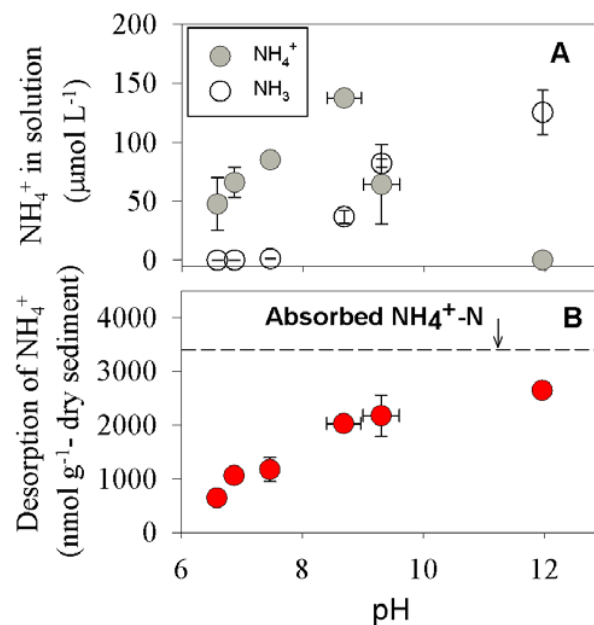 200
150
100
50
0
NH₄⁺ in solution
(μmol L⁻¹)
NH₄⁺
NH₃
A
4000
3000
2000
1000
0
Desorption of NH₄⁺
(nmol g⁻¹- dry sediment)
Absorbed NH4⁺-N
B
6 8 10 12
pH